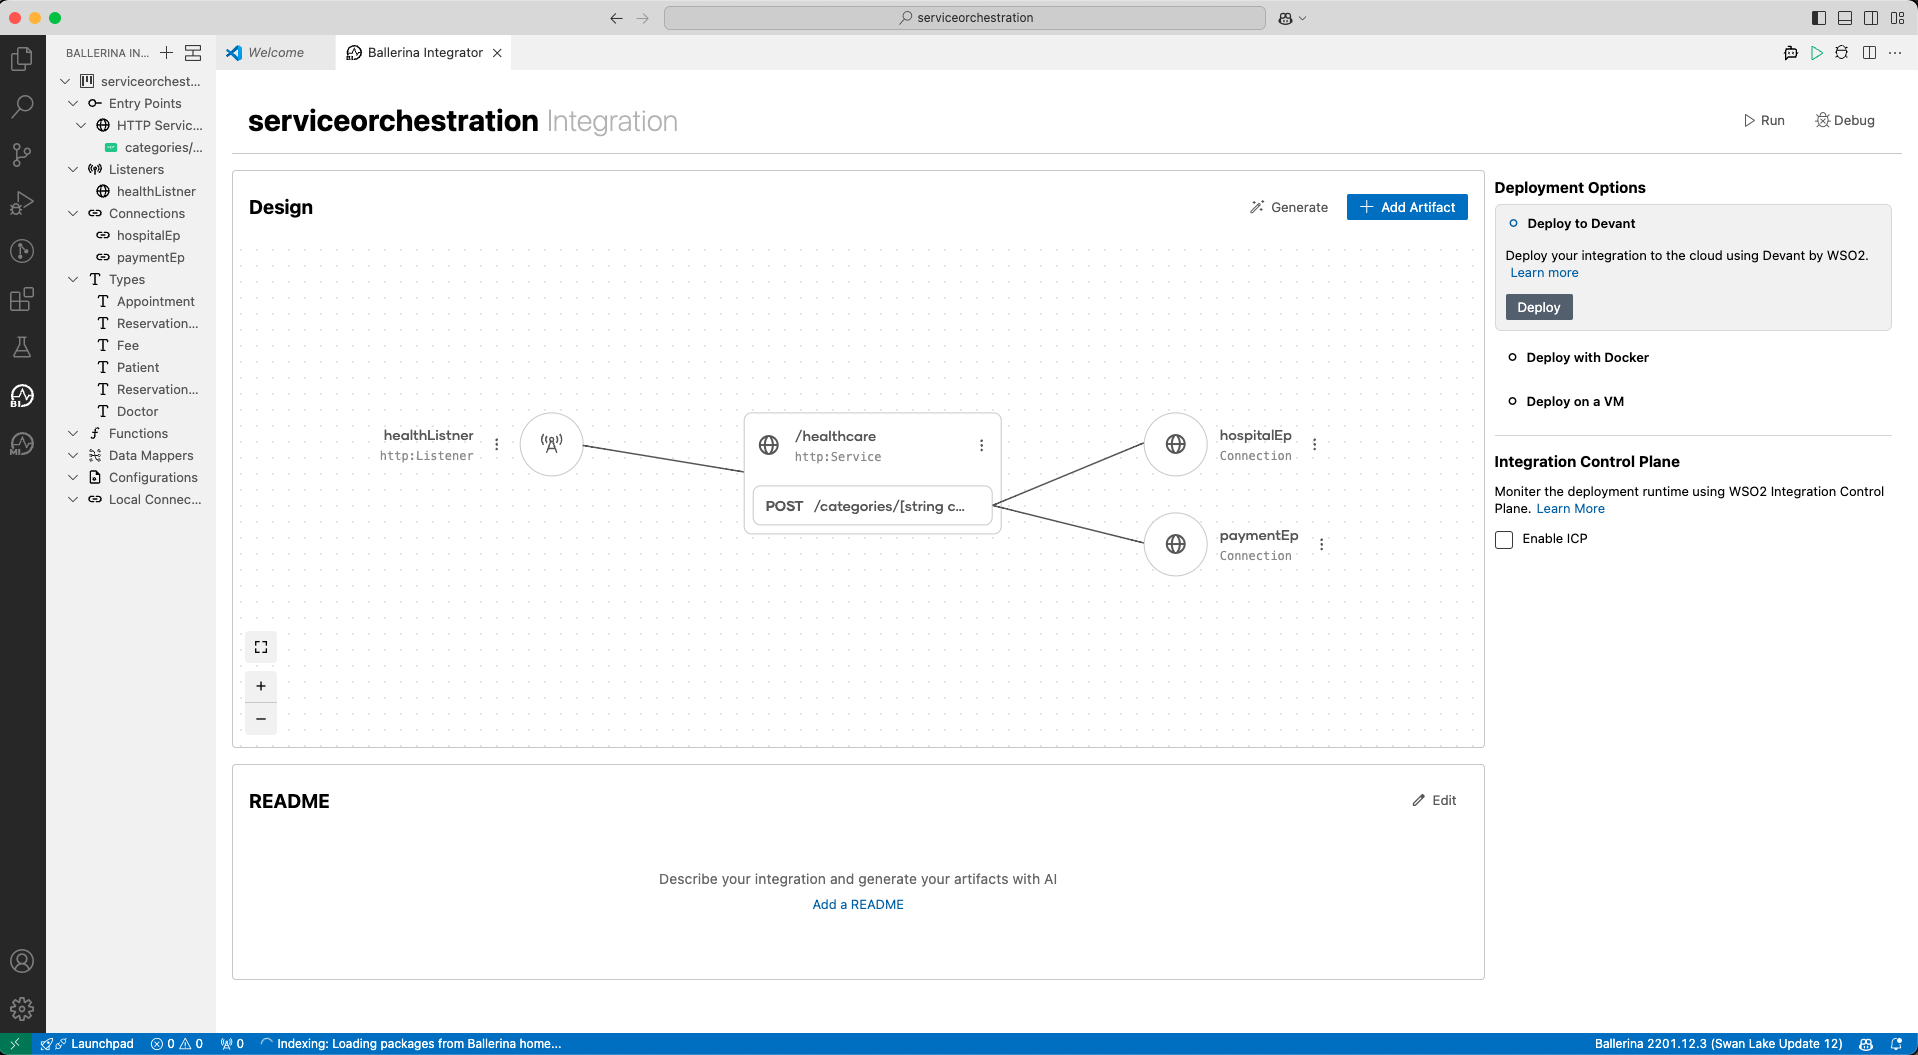 serviceorchestration
BALLERINA IN...
Welcome
Ballerina Integrator
serviceorchest...
Entry Points
HTTP Servic...
categories/...
Listeners
healthListner
Connections
hospitalEp
paymentEp
Types
Appointment
Reservation...
Fee
Patient
Reservation...
Doctor
Functions
Data Mappers
Configurations
Local Connec...
BI
MI
serviceorchestration Integration
Run
Debug
Design
Generate
Add Artifact
healthListner
http:Listener
/healthcare
http:Service
POST /categories/[string c...
hospitalEp
Connection
paymentEp
Connection
README
Edit
Describe your integration and generate your artifacts with AI
Add a README
Deployment Options
Deploy to Devant
Deploy your integration to the cloud using Devant by WSO2.
Learn more
Deploy
Deploy with Docker
Deploy on a VM
Integration Control Plane
Moniter the deployment runtime using WSO2 Integration Control
Plane. Learn More
Enable ICP
Launchpad
0
0
0
Indexing: Loading packages from Ballerina home...
Ballerina 2201.12.3 (Swan Lake Update 12)